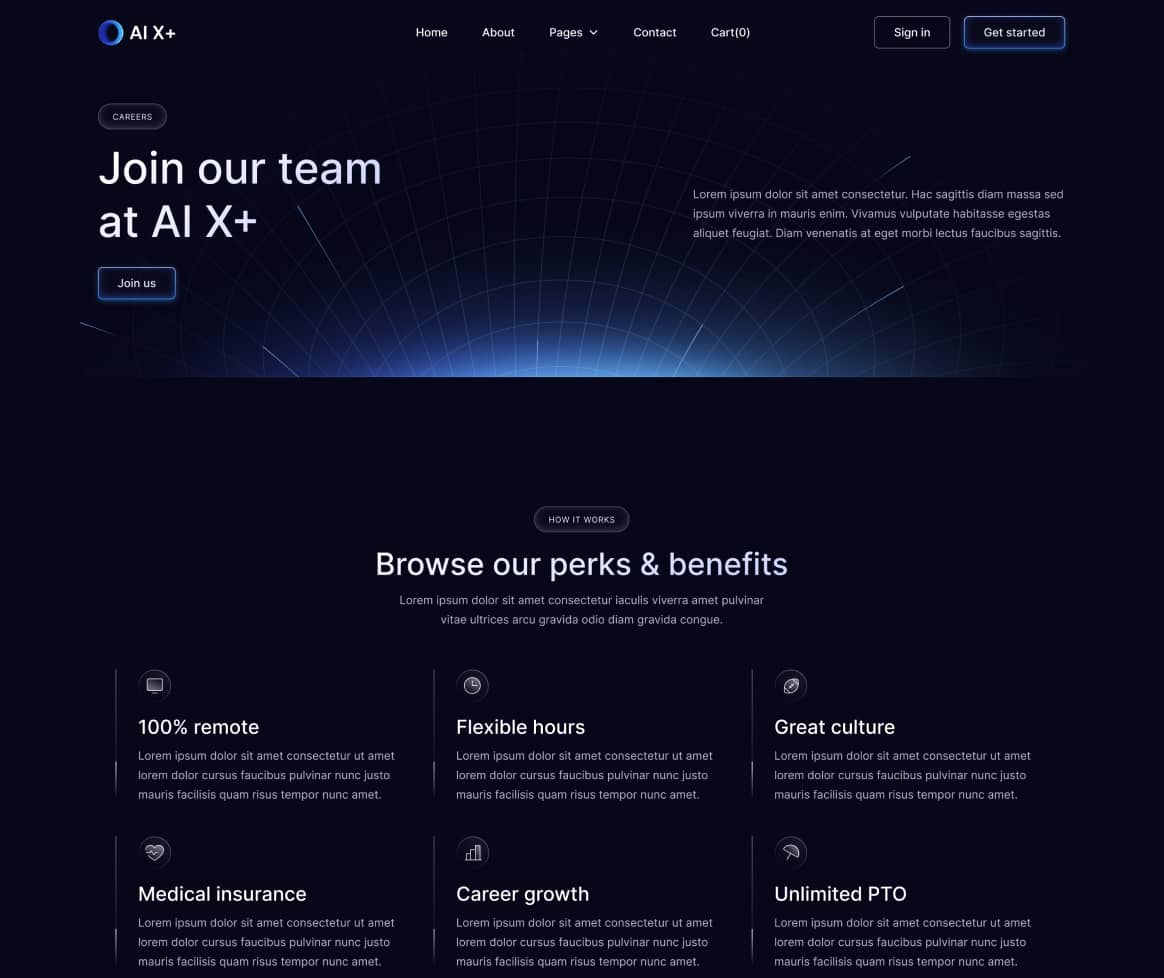 AI X+
Home About Pages Contact Cart(0) Sign in Get started
CAREERS
Join our team
at AI X+
Lorem ipsum dolor sit amet consectetur. Hac sagittis diam massa sed
ipsum viverra in mauris enim. Vivamus vulputate habitasse egestas
aliquet feugiat. Diam venenatis at eget morbi lectus faucibus sagittis.
Join us
HOW IT WORKS
Browse our perks & benefits
Lorem ipsum dolor sit amet consectetur iaculis viverra amet pulvinar
vitae ultrices arcu gravida odio diam gravida congue.
100% remote
Lorem ipsum dolor sit amet consectetur ut amet
lorem dolor cursus faucibus pulvinar nunc justo
mauris facilisis quam risus tempor nunc amet.
Flexible hours
Lorem ipsum dolor sit amet consectetur ut amet
lorem dolor cursus faucibus pulvinar nunc justo
mauris facilisis quam risus tempor nunc amet.
Great culture
Lorem ipsum dolor sit amet consectetur ut amet
lorem dolor cursus faucibus pulvinar nunc justo
mauris facilisis quam risus tempor nunc amet.
Medical insurance
Lorem ipsum dolor sit amet consectetur ut amet
lorem dolor cursus faucibus pulvinar nunc justo
mauris facilisis quam risus tempor nunc amet.
Career growth
Lorem ipsum dolor sit amet consectetur ut amet
lorem dolor cursus faucibus pulvinar nunc justo
mauris facilisis quam risus tempor nunc amet.
Unlimited PTO
Lorem ipsum dolor sit amet consectetur ut amet
lorem dolor cursus faucibus pulvinar nunc justo
mauris facilisis quam risus tempor nunc amet.